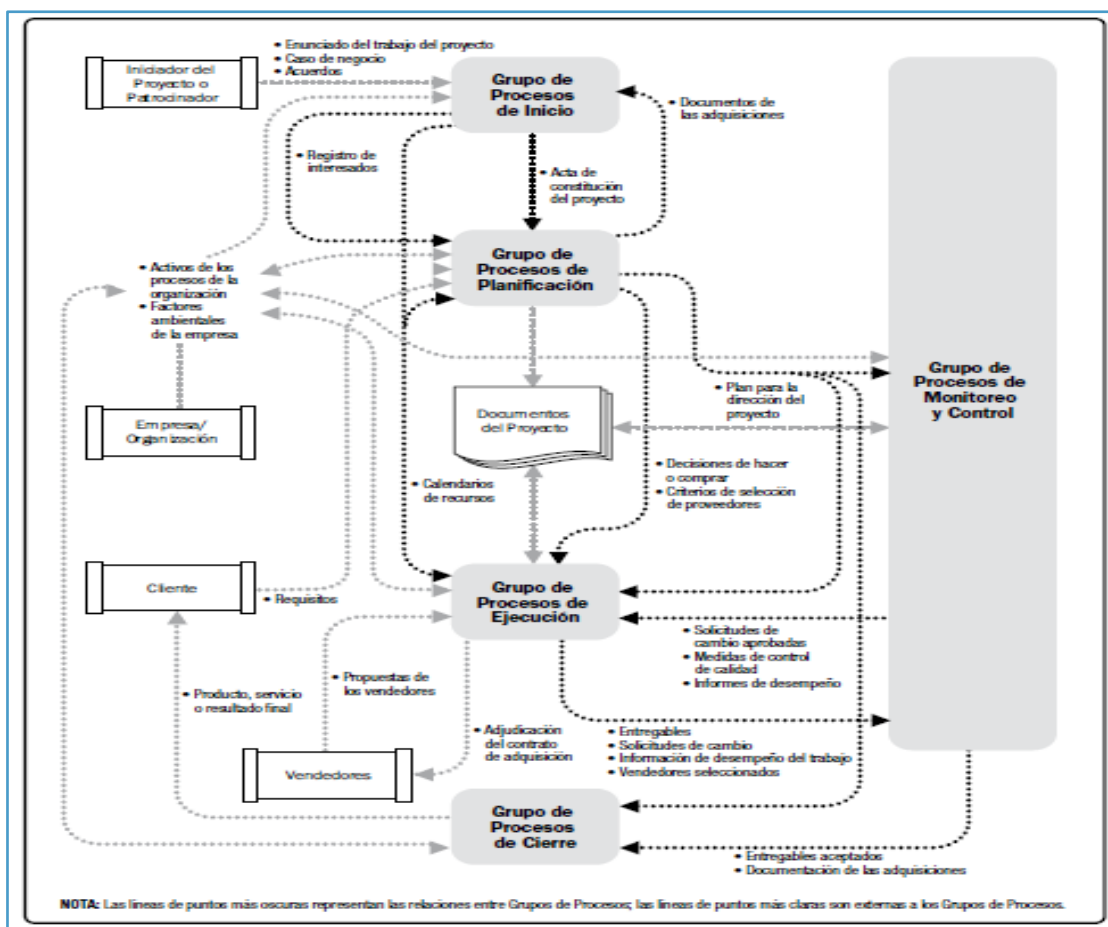 • Enunciado del trabajo del proyecto
• Caso de negocio
• Acuerdos
Iniciador del
Proyecto o
Patrocinador
Grupo de
Procesos
de Inicio
• Documentos de
las adquisiciones
• Registro de
interesados
• Acta de
constitución
del proyecto
Grupo de
Procesos de
Planificación
• Activos de los
procesos de la
organización
• Factores
ambientales
de la empresa
Grupo de
Procesos de
Monitoreo
y Control
• Plan para la
dirección del
proyecto
Empresa/
Organización
Documentos
del Proyecto
• Calendarios
de recursos
• Decisiones de hacer
o comprar
• Criterios de selección
de proveedores
Cliente
• Requisitos
Grupo de
Procesos de
Ejecución
• Solicitudes de
cambio aprobadas
• Medidas de control
de calidad
• Informes de desempeño
• Producto, servicio
o resultado final
• Propuestas de
los vendedores
• Adjudicación
del contrato
de adquisición
• Entregables
• Solicitudes de cambio
• Información de desempeño del trabajo
• Vendedores seleccionados
Vendedores
Grupo de
Procesos
de Cierre
• Entregables aceptados
• Documentación de las adquisiciones
NOTA: Las líneas de puntos más oscuras representan las relaciones entre Grupos de Procesos; las líneas de puntos más claras son externas a los Grupos de Procesos.